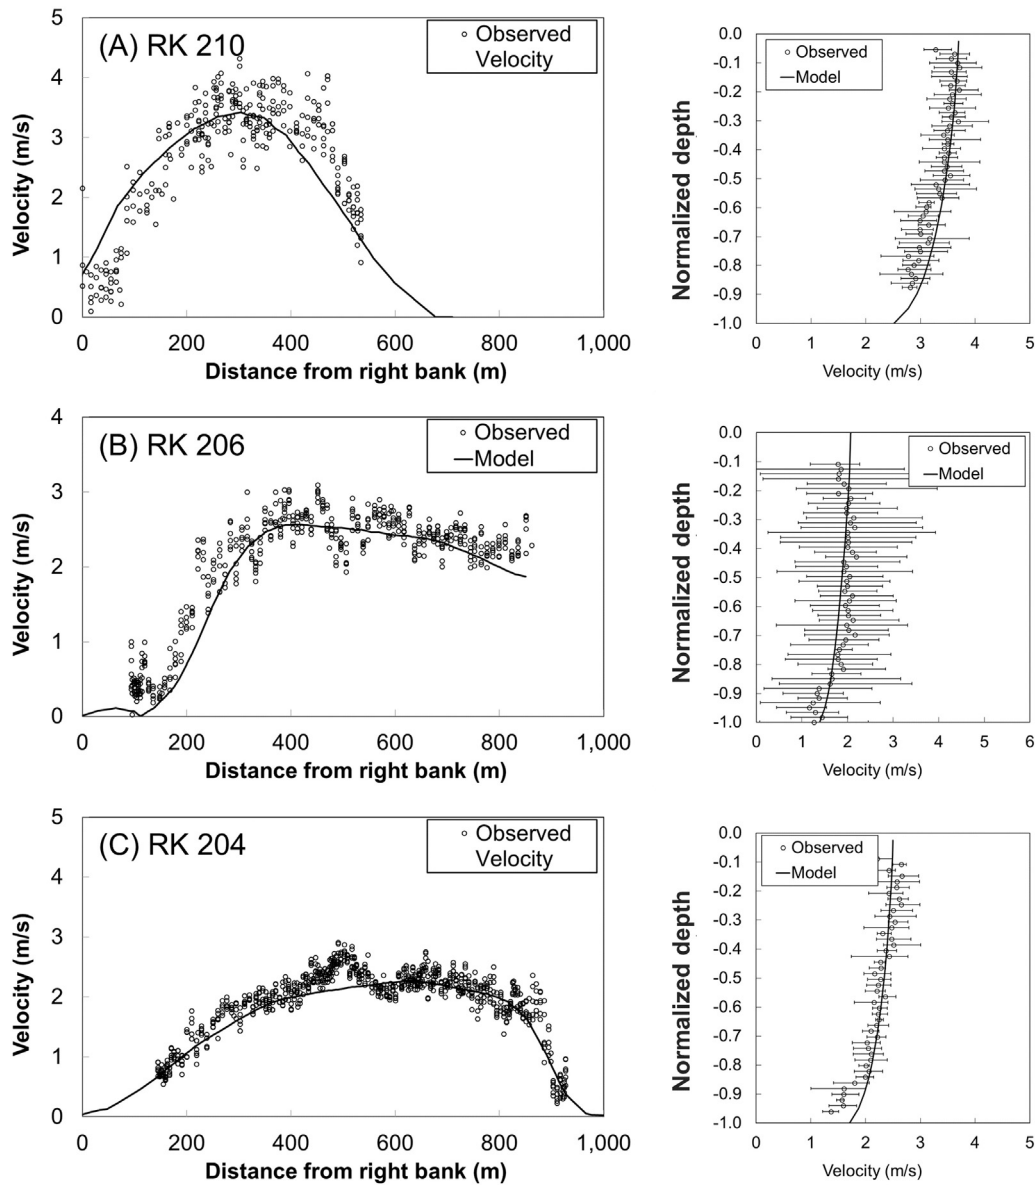 (A) RK 210
Observed
Velocity
Velocity (m/s)
5
4
3
2
1
0
0 200 400 600 800 1,000
Distance from right bank (m)
Observed
Model
Normalized depth
0.0
-0.1
-0.2
-0.3
-0.4
-0.5
-0.6
-0.7
-0.8
-0.9
-1.0
0 1 2 3 4 5
Velocity (m/s)
(B) RK 206
Observed
Model
Velocity (m/s)
4
3
2
1
0
0 200 400 600 800 1,000
Distance from right bank (m)
Observed
Model
Normalized depth
0.0
-0.1
-0.2
-0.3
-0.4
-0.5
-0.6
-0.7
-0.8
-0.9
-1.0
0 1 2 3 4 5 6
Velocity (m/s)
(C) RK 204
Observed
Velocity
Velocity (m/s)
5
4
3
2
1
0
0 200 400 600 800 1,000
Distance from right bank (m)
Observed
Model
Normalized depth
0.0
-0.1
-0.2
-0.3
-0.4
-0.5
-0.6
-0.7
-0.8
-0.9
-1.0
0 1 2 3 4 5
Velocity (m/s)